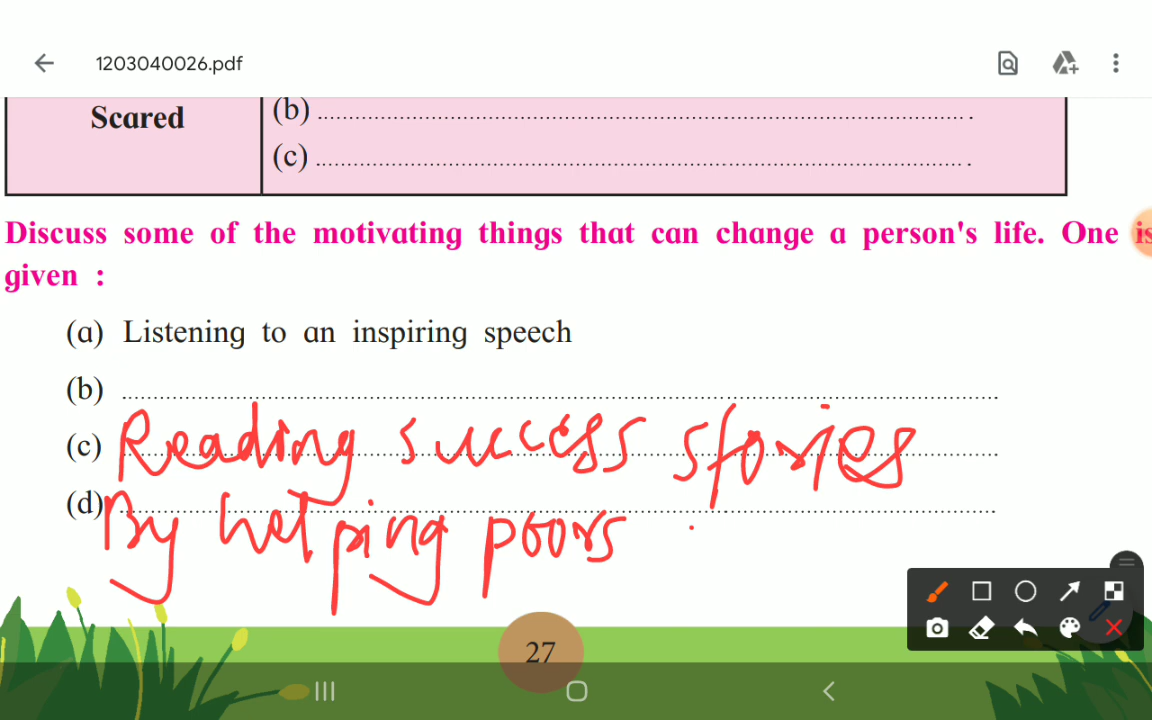 1203040026.pdf
Scared
(b) ..............................................................................
(c) ..............................................................................
Discuss some of the motivating things that can change a person's life. One is
given :
(a) Listening to an inspiring speech
(b) ..............................................................................
(c) Reading success stories
(d) By helping poors
27